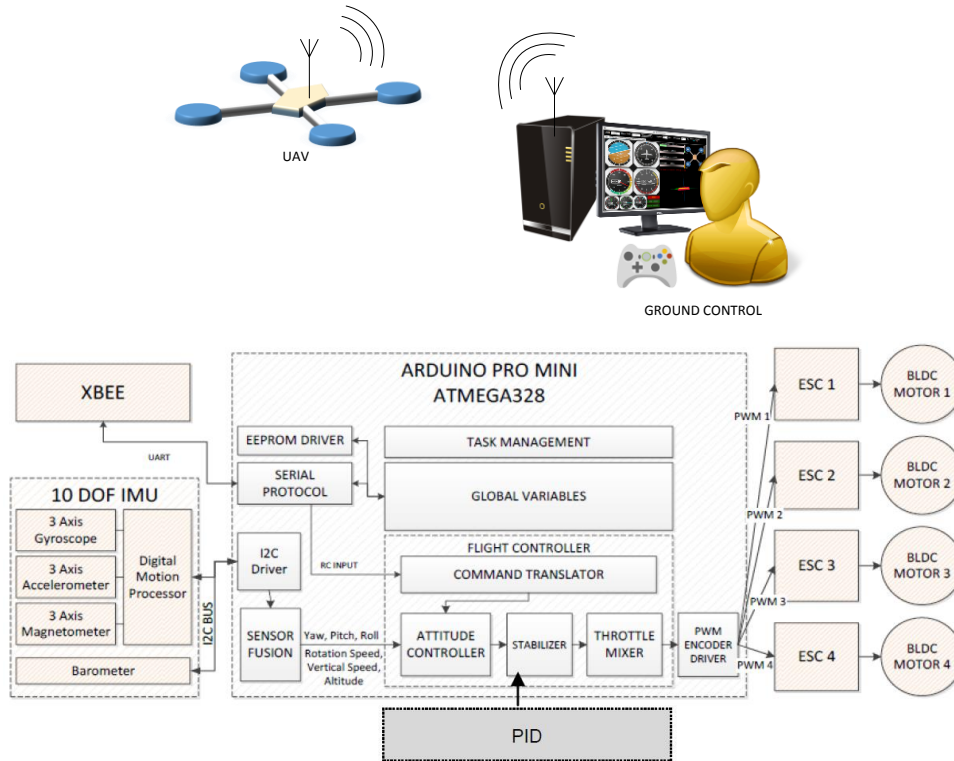 UAV
GROUND CONTROL
XBEE
UART
10 DOF IMU
3 Axis
Gyroscope
3 Axis
Accelerometer
3 Axis
Magnetometer
Digital
Motion
Processor
Barometer
I2C BUS
ARDUINO PRO MINI
ATMEGA328
EEPROM DRIVER
SERIAL
PROTOCOL
TASK MANAGEMENT
GLOBAL VARIABLES
I2C
Driver
RC INPUT
FLIGHT CONTROLLER
COMMAND TRANSLATOR
SENSOR
FUSION
Yaw, Pitch, Roll
Rotation Speed,
Vertical Speed,
Altitude
ATTITUDE
CONTROLLER
STABILIZER
THROTTLE
MIXER
PWM
ENCODER
DRIVER
PID
PWM 1
PWM 2
PWM 3
PWM 4
ESC 1
BLDC
MOTOR 1
ESC 2
BLDC
MOTOR 2
ESC 3
BLDC
MOTOR 3
ESC 4
BLDC
MOTOR 4